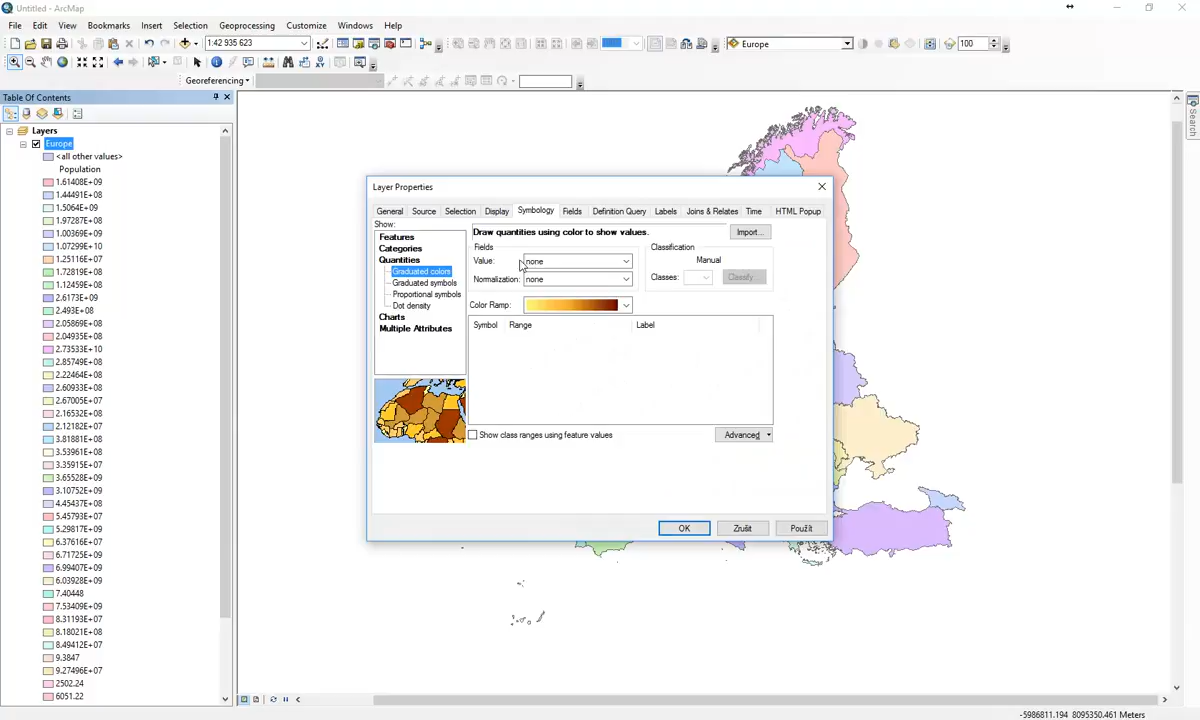 Untitled - ArcMap
File Edit View Bookmarks Insert Selection Geoprocessing Customize Windows Help
1:42 935 623
Europe
100
Georeferencing
Table Of Contents
Layers
Europe
<all other values>
Population
1.61408E+09
1.44491E+08
1.5064E+09
1.97287E+08
1.00369E+09
1.07299E+10
1.25116E+07
1.72819E+08
1.12459E+08
2.6173E+09
2.493E+08
2.05869E+08
2.04935E+08
2.73533E+10
2.85749E+08
2.22464E+08
2.60933E+08
2.67005E+07
2.16532E+08
2.12182E+07
3.81881E+08
3.53961E+08
3.35915E+07
3.65528E+09
3.10752E+09
4.45437E+08
5.45793E+07
5.29817E+09
6.37616E+07
6.71725E+09
6.99407E+09
6.03928E+09
7.40448
7.53409E+09
8.31193E+07
8.18021E+08
8.49412E+07
9.3847
9.27496E+07
2502.24
6051.22
Search
Layer Properties
General Source Selection Display Symbology Fields Definition Query Labels Joins & Relates Time HTML Popup
Show:
Features
Categories
Quantities
Graduated colors
Graduated symbols
Proportional symbols
Dot density
Charts
Multiple Attributes
Draw quantities using color to show values.
Import...
Fields
Value: none
Normalization: none
Classification
Manual
Classes:
Classify...
Color Ramp:
Symbol Range Label
Show class ranges using feature values
Advanced
OK Zrušit Použít
-5986811.194 8095350.461 Meters